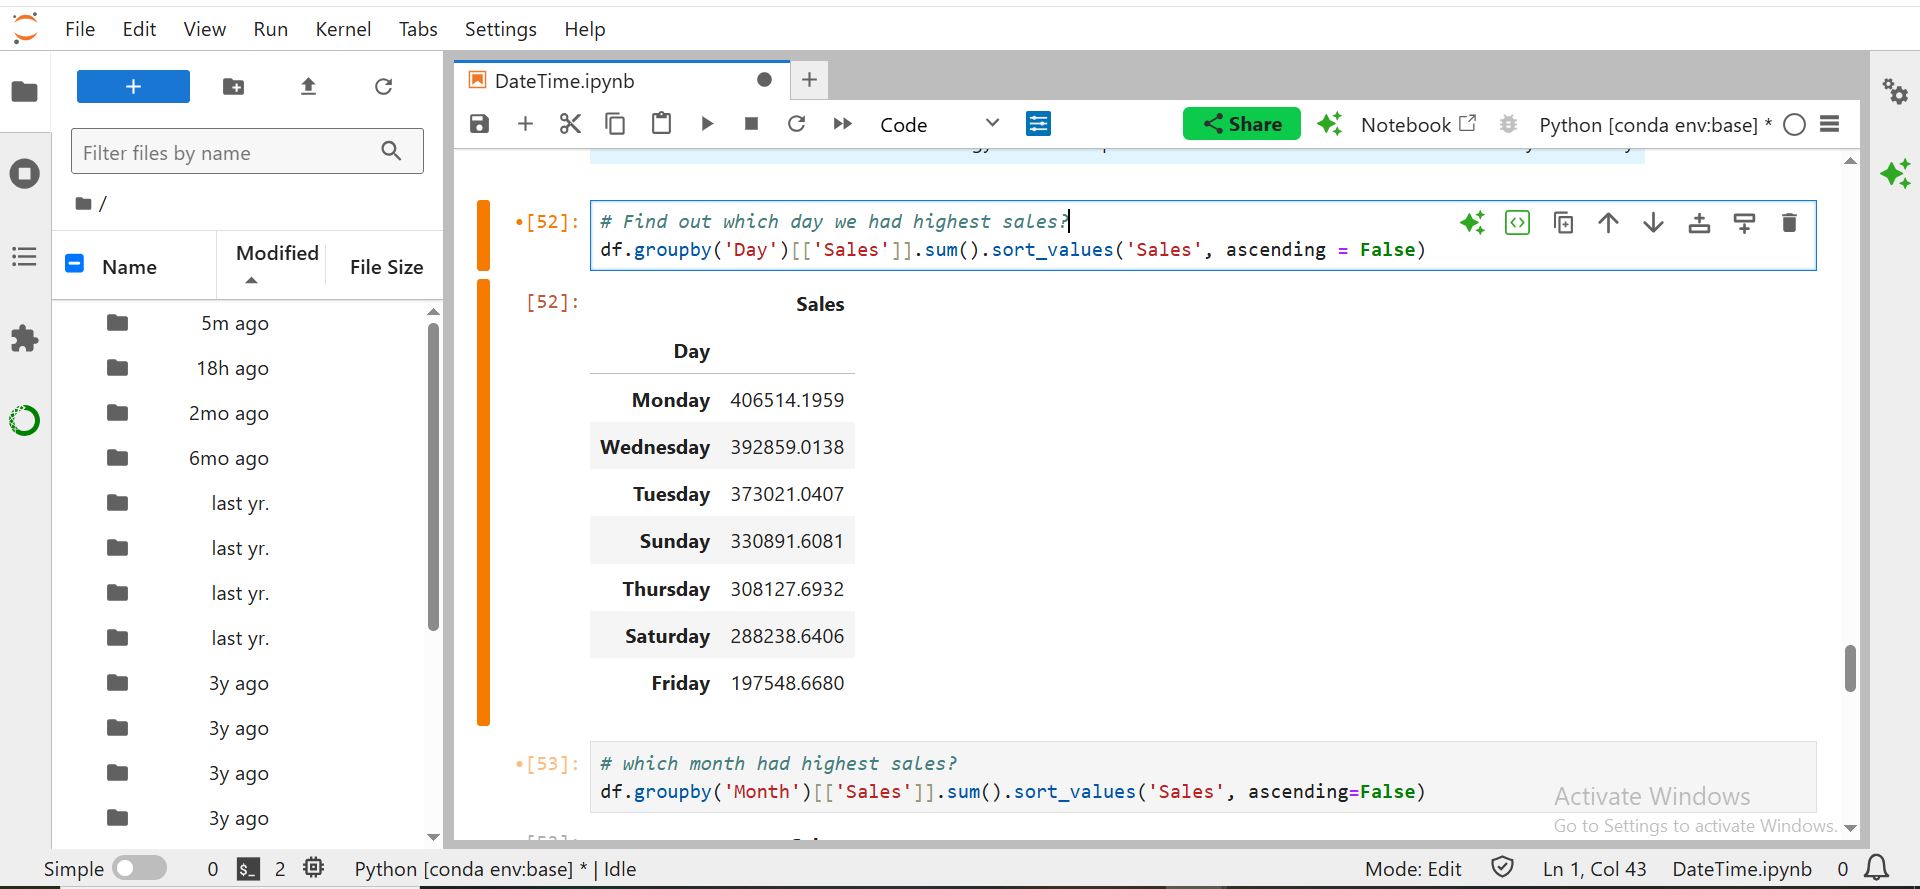 File Edit View Run Kernel Tabs Settings Help
DateTime.ipynb
Code
Share
Notebook
Python [conda env:base] *
Filter files by name
/
Name Modified File Size
5m ago
18h ago
2mo ago
6mo ago
last yr.
last yr.
last yr.
last yr.
3y ago
3y ago
3y ago
3y ago
[52]: # Find out which day we had highest sales?
df.groupby('Day')[['Sales']].sum().sort_values('Sales', ascending = False)
[52]: Sales
Day
Monday 406514.1959
Wednesday 392859.0138
Tuesday 373021.0407
Sunday 330891.6081
Thursday 308127.6932
Saturday 288238.6406
Friday 197548.6680
[53]: # which month had highest sales?
df.groupby('Month')[['Sales']].sum().sort_values('Sales', ascending=False)
Activate Windows
Go to Settings to activate Windows.
Simple 0 $_ 2 Python [conda env:base] * | Idle Mode: Edit Ln 1, Col 43 DateTime.ipynb 0